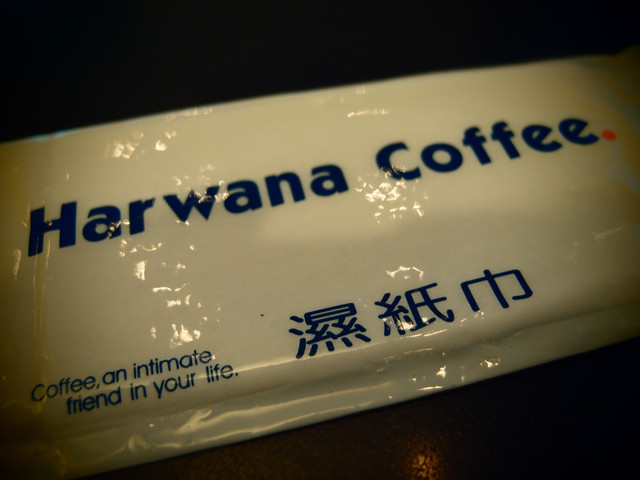 Harwana Coffee.
濕紙巾
Coffee, an intimate
friend in your life.